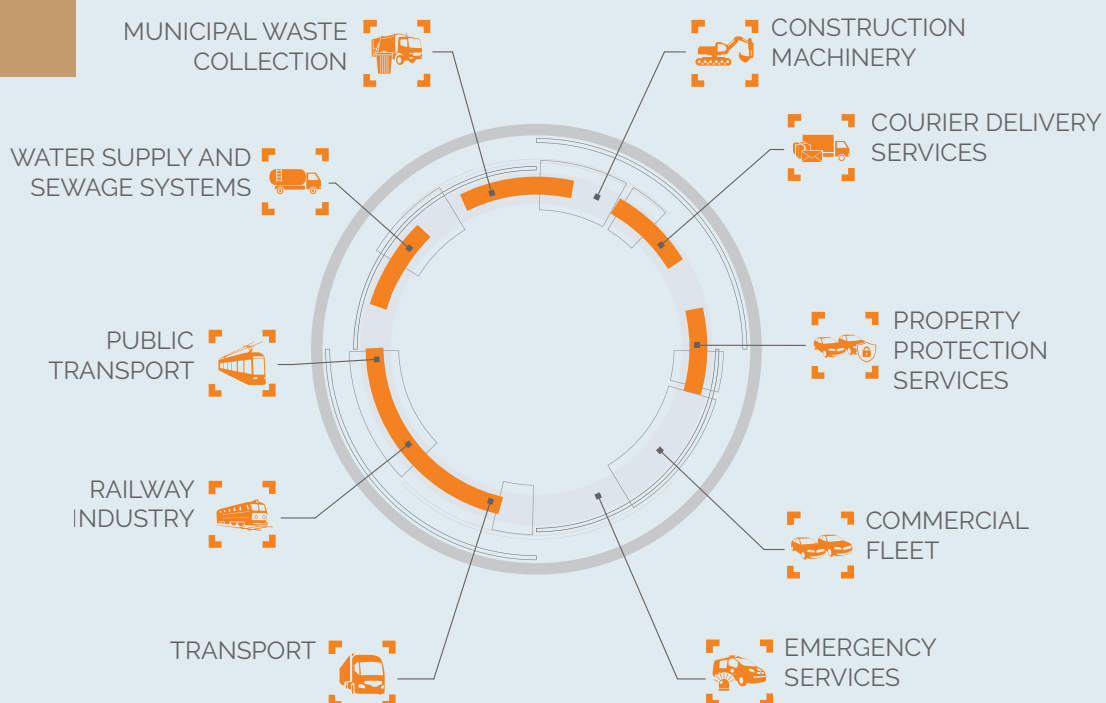 MUNICIPAL WASTE
COLLECTION
CONSTRUCTION
MACHINERY
COURIER DELIVERY
SERVICES
WATER SUPPLY AND
SEWAGE SYSTEMS
PROPERTY
PROTECTION
SERVICES
PUBLIC
TRANSPORT
RAILWAY
INDUSTRY
COMMERCIAL
FLEET
TRANSPORT
EMERGENCY
SERVICES